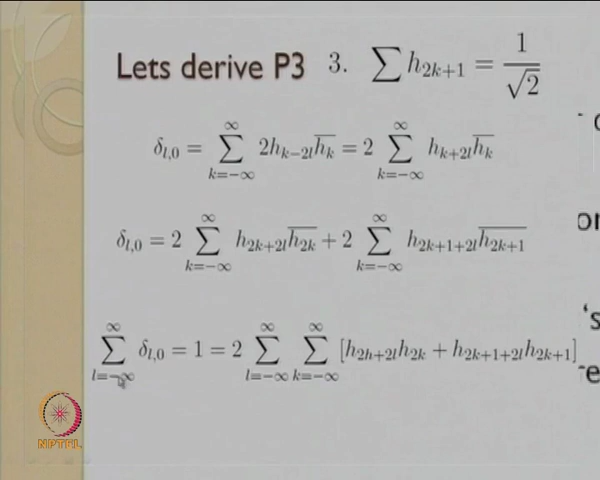 Lets derive P3 3. ∑ h_{2k+1} = 1/√2
δ_{l,0} = ∑_{k=-∞}^{∞} 2h_{k-2l} \overline{h_k} = 2 ∑_{k=-∞}^{∞} h_{k+2l} \overline{h_k}
δ_{l,0} = 2 ∑_{k=-∞}^{∞} h_{2k+2l} \overline{h_{2k}} + 2 ∑_{k=-∞}^{∞} h_{2k+1+2l} \overline{h_{2k+1}}
∑_{l=-∞}^{∞} δ_{l,0} = 1 = 2 ∑_{l=-∞}^{∞} ∑_{k=-∞}^{∞} [h_{2h+2l} h_{2k} + h_{2k+1+2l} h_{2k+1}]
NPTEL